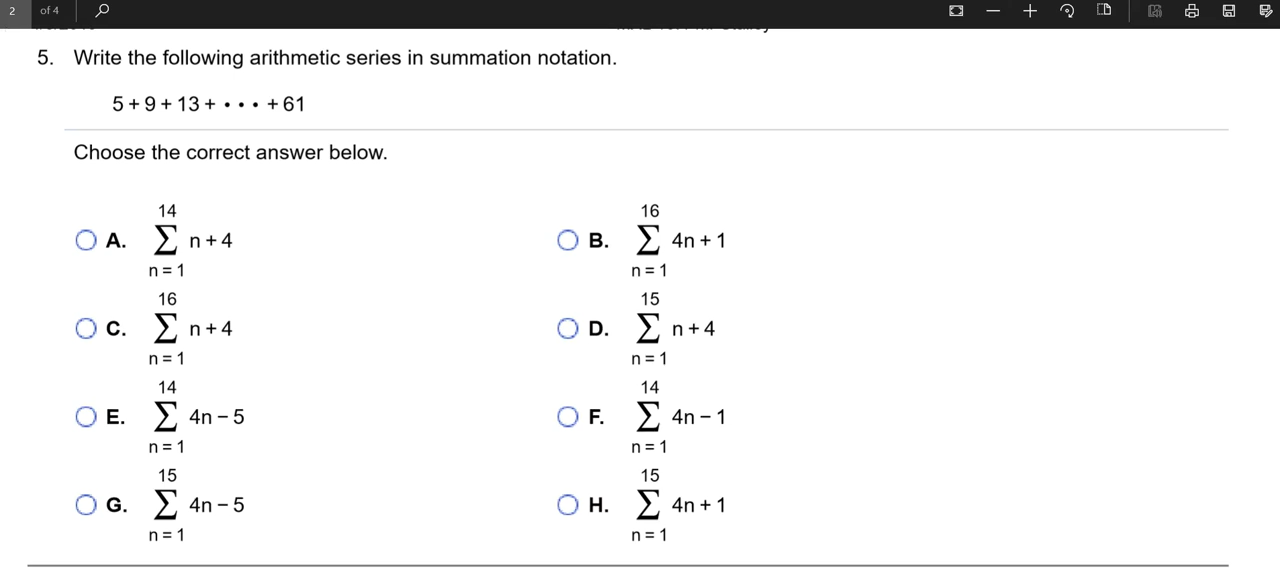 2 of 4
5. Write the following arithmetic series in summation notation.
5 + 9 + 13 + • • • + 61
Choose the correct answer below.
14 16
A. Σ n + 4 B. Σ 4n + 1
n = 1 n = 1
16 15
C. Σ n + 4 D. Σ n + 4
n = 1 n = 1
14 14
E. Σ 4n − 5 F. Σ 4n − 1
n = 1 n = 1
15 15
G. Σ 4n − 5 H. Σ 4n + 1
n = 1 n = 1